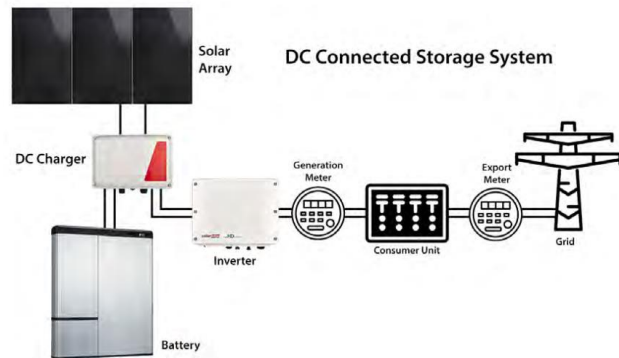 Solar
Array
DC Connected Storage System
DC Charger
Generation
Meter
Export
Meter
Inverter
Consumer Unit
Grid
Battery